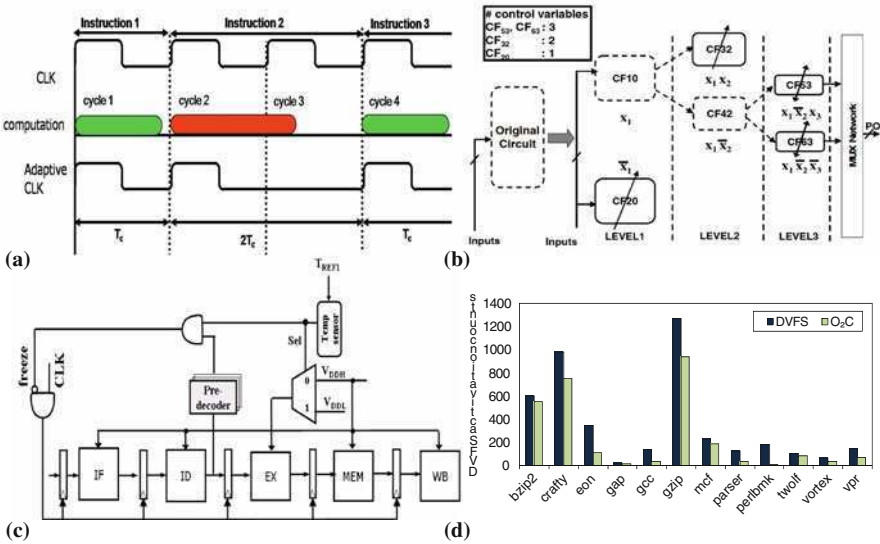 Instruction 1
Instruction 2
Instruction 3
CLK
computation
cycle 1
cycle 2
cycle 3
cycle 4
Adaptive
CLK
Tc
2Tc
Tc
(a)
# control variables
CF53, CF63 : 3
CF32 : 2
CF20 : 1
Original
Circuit
CF10
x1
x̅1
CF20
CF32
x1 x2
CF42
x1 x̅2
CF53
x1 x̅2 x3
CF63
x1 x̅2 x̅3
MUX Network
PO
Inputs
Inputs
LEVEL1
LEVEL2
LEVEL3
(b)
TREF1
Temp
sensor
Sel
freeze
CLK
Pre-
decoder
0
1
VDDH
VDDL
IF
ID
EX
MEM
WB
(c)
DVFS activation counts
1400
1200
1000
800
600
400
200
0
DVFS
O2C
bzip2
crafty
eon
gap
gcc
gzip
mcf
parser
perlbmk
twolf
vortex
vpr
(d)